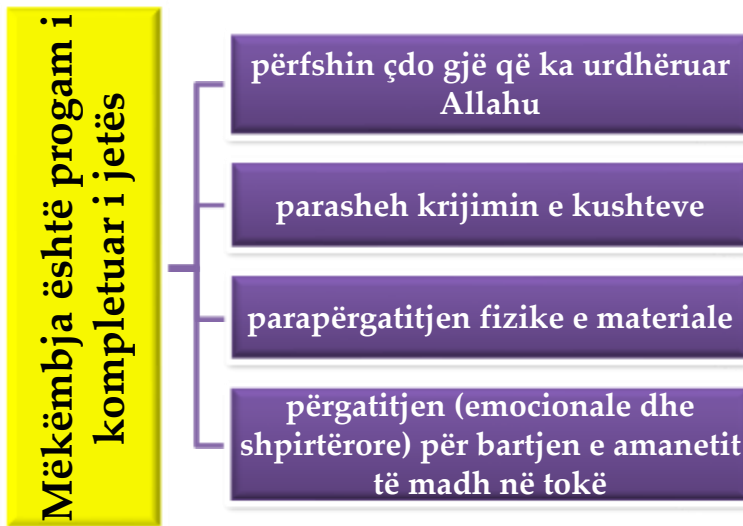 Mëkëmbja është progam i
kompletuar i jetës
përfshin çdo gjë që ka urdhëruar
Allahu
parasheh krijimin e kushteve
parapërgatitjen fizike e materiale
përgatitjen (emocionale dhe
shpirtërore) për bartjen e amanetit
të madh në tokë